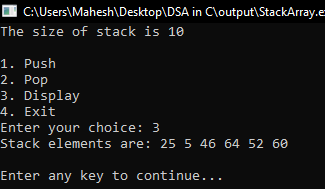 C:\Users\Mahesh\Desktop\DSA in C\output\StackArray.ex
The size of stack is 10
1. Push
2. Pop
3. Display
4. Exit
Enter your choice: 3
Stack elements are: 25 5 46 64 52 60
Enter any key to continue...